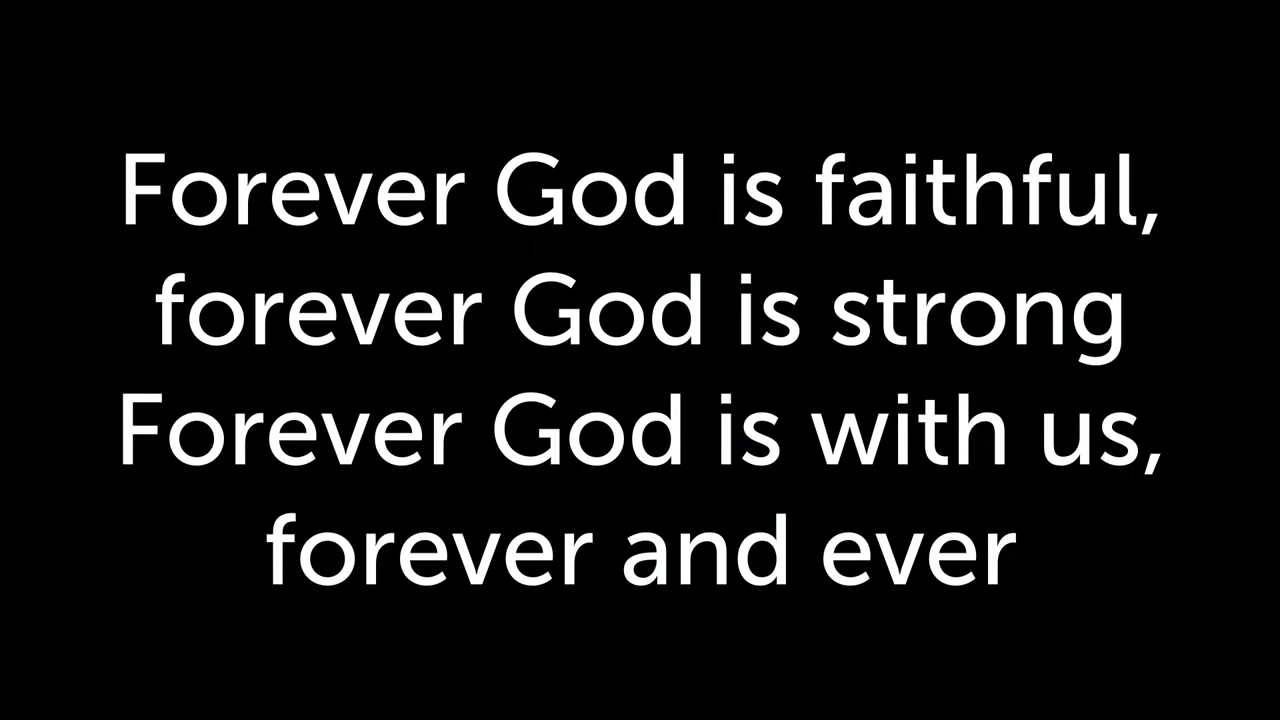 Forever God is faithful,
forever God is strong
Forever God is with us,
forever and ever